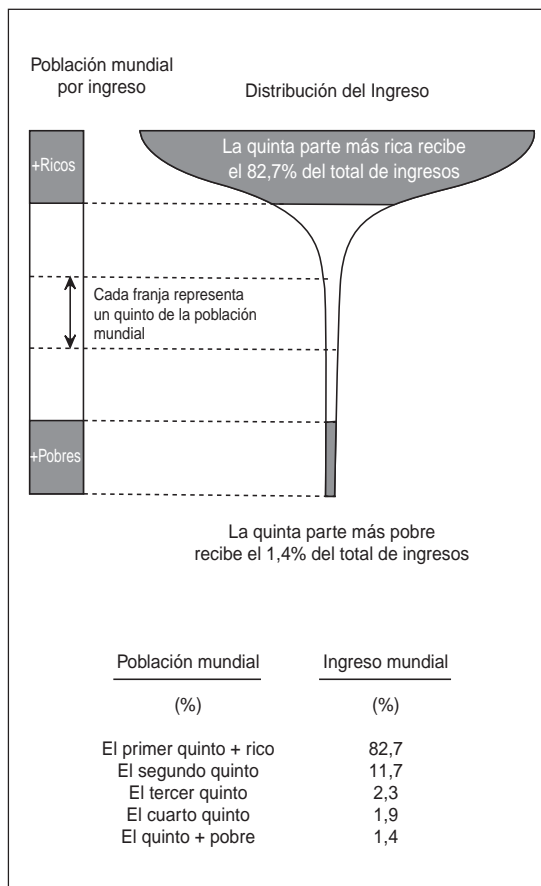 Población mundial
por ingreso
Distribución del Ingreso
La quinta parte más rica recibe
el 82,7% del total de ingresos
+Ricos
Cada franja representa
un quinto de la población
mundial
+Pobres
La quinta parte más pobre
recibe el 1,4% del total de ingresos
Población mundial Ingreso mundial
(%) (%)
El primer quinto + rico 82,7
El segundo quinto 11,7
El tercer quinto 2,3
El cuarto quinto 1,9
El quinto + pobre 1,4